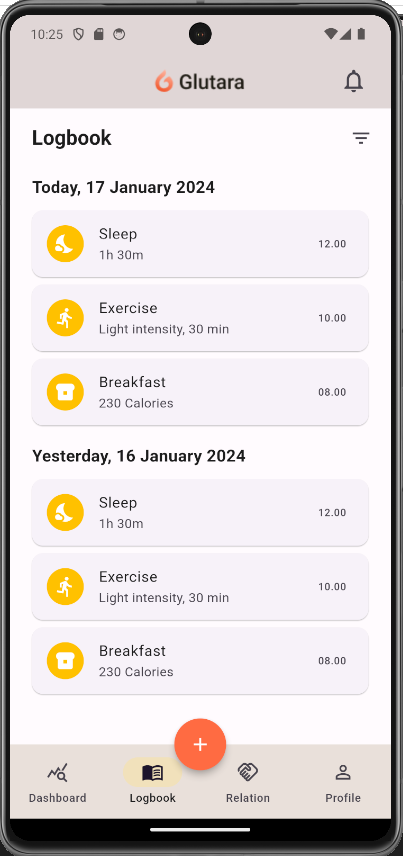 10:25
Glutara
Logbook
Today, 17 January 2024
Sleep
1h 30m
12.00
Exercise
Light intensity, 30 min
10.00
Breakfast
230 Calories
08.00
Yesterday, 16 January 2024
Sleep
1h 30m
12.00
Exercise
Light intensity, 30 min
10.00
Breakfast
230 Calories
08.00
Dashboard
Logbook
Relation
Profile